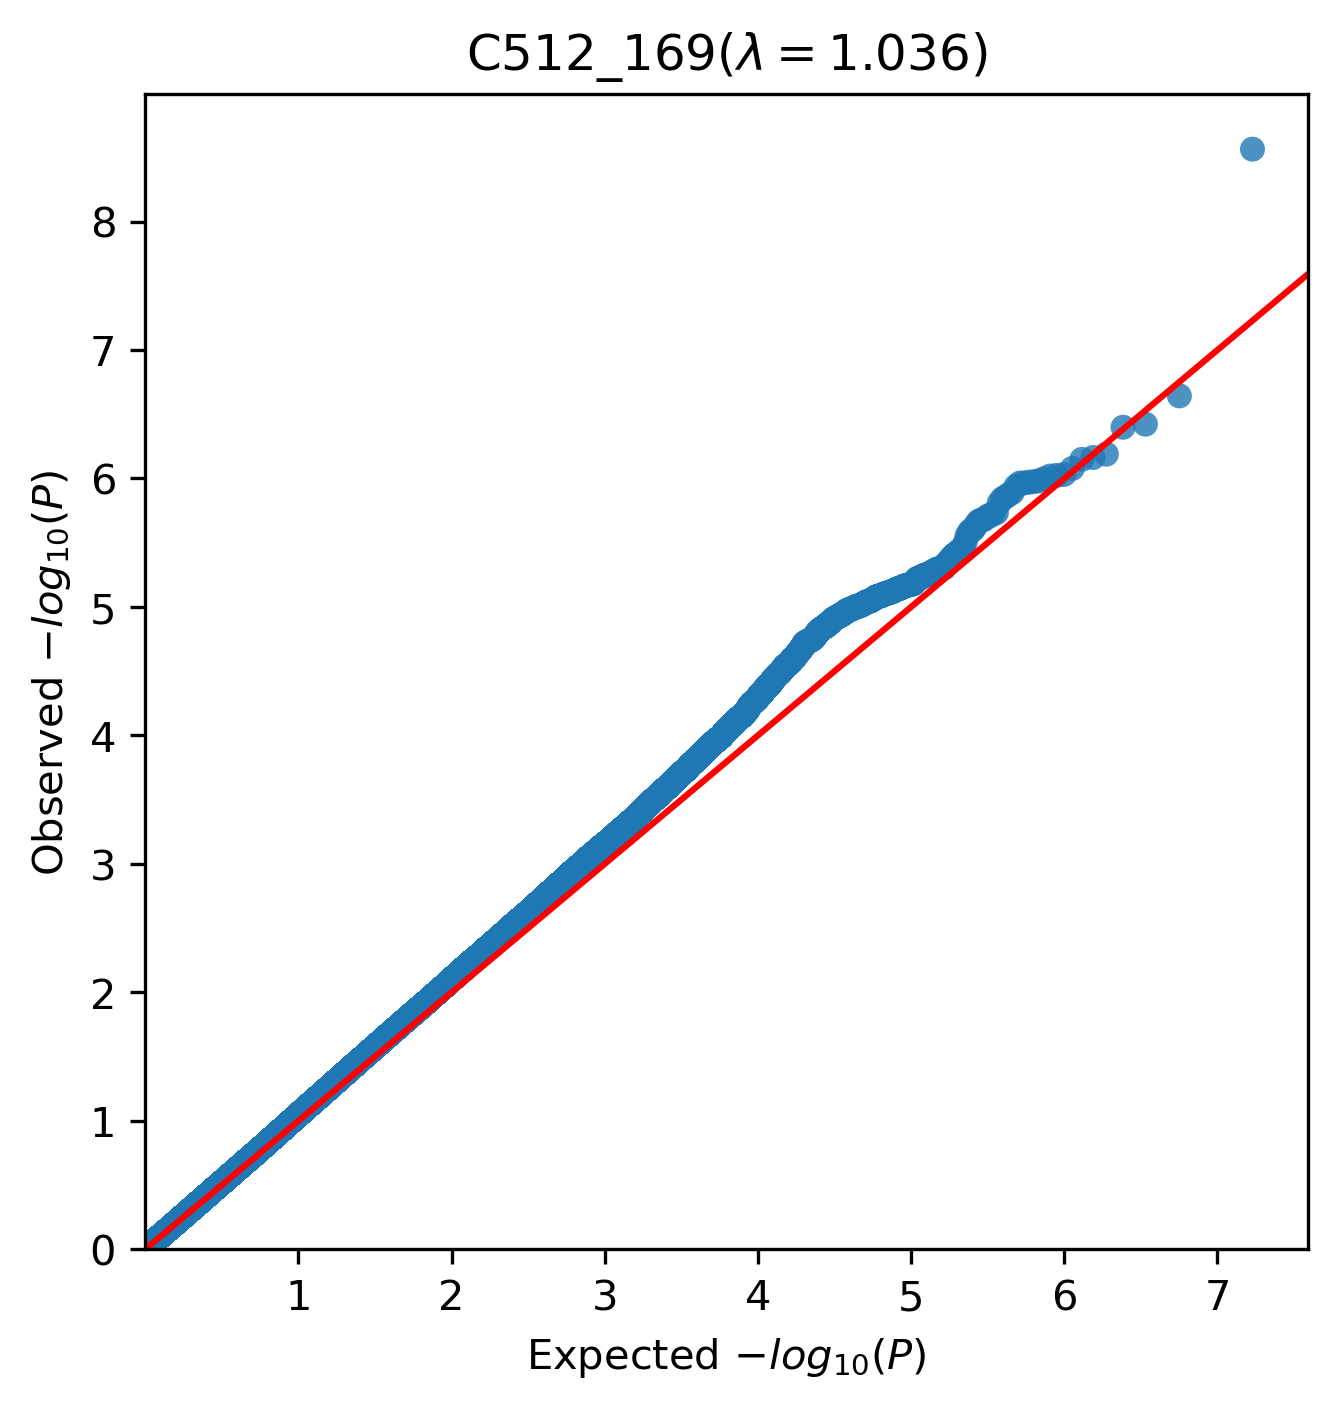 C512_169(λ = 1.036)
Observed −log10(P)
8
7
6
5
4
3
2
1
0
1 2 3 4 5 6 7
Expected −log10(P)